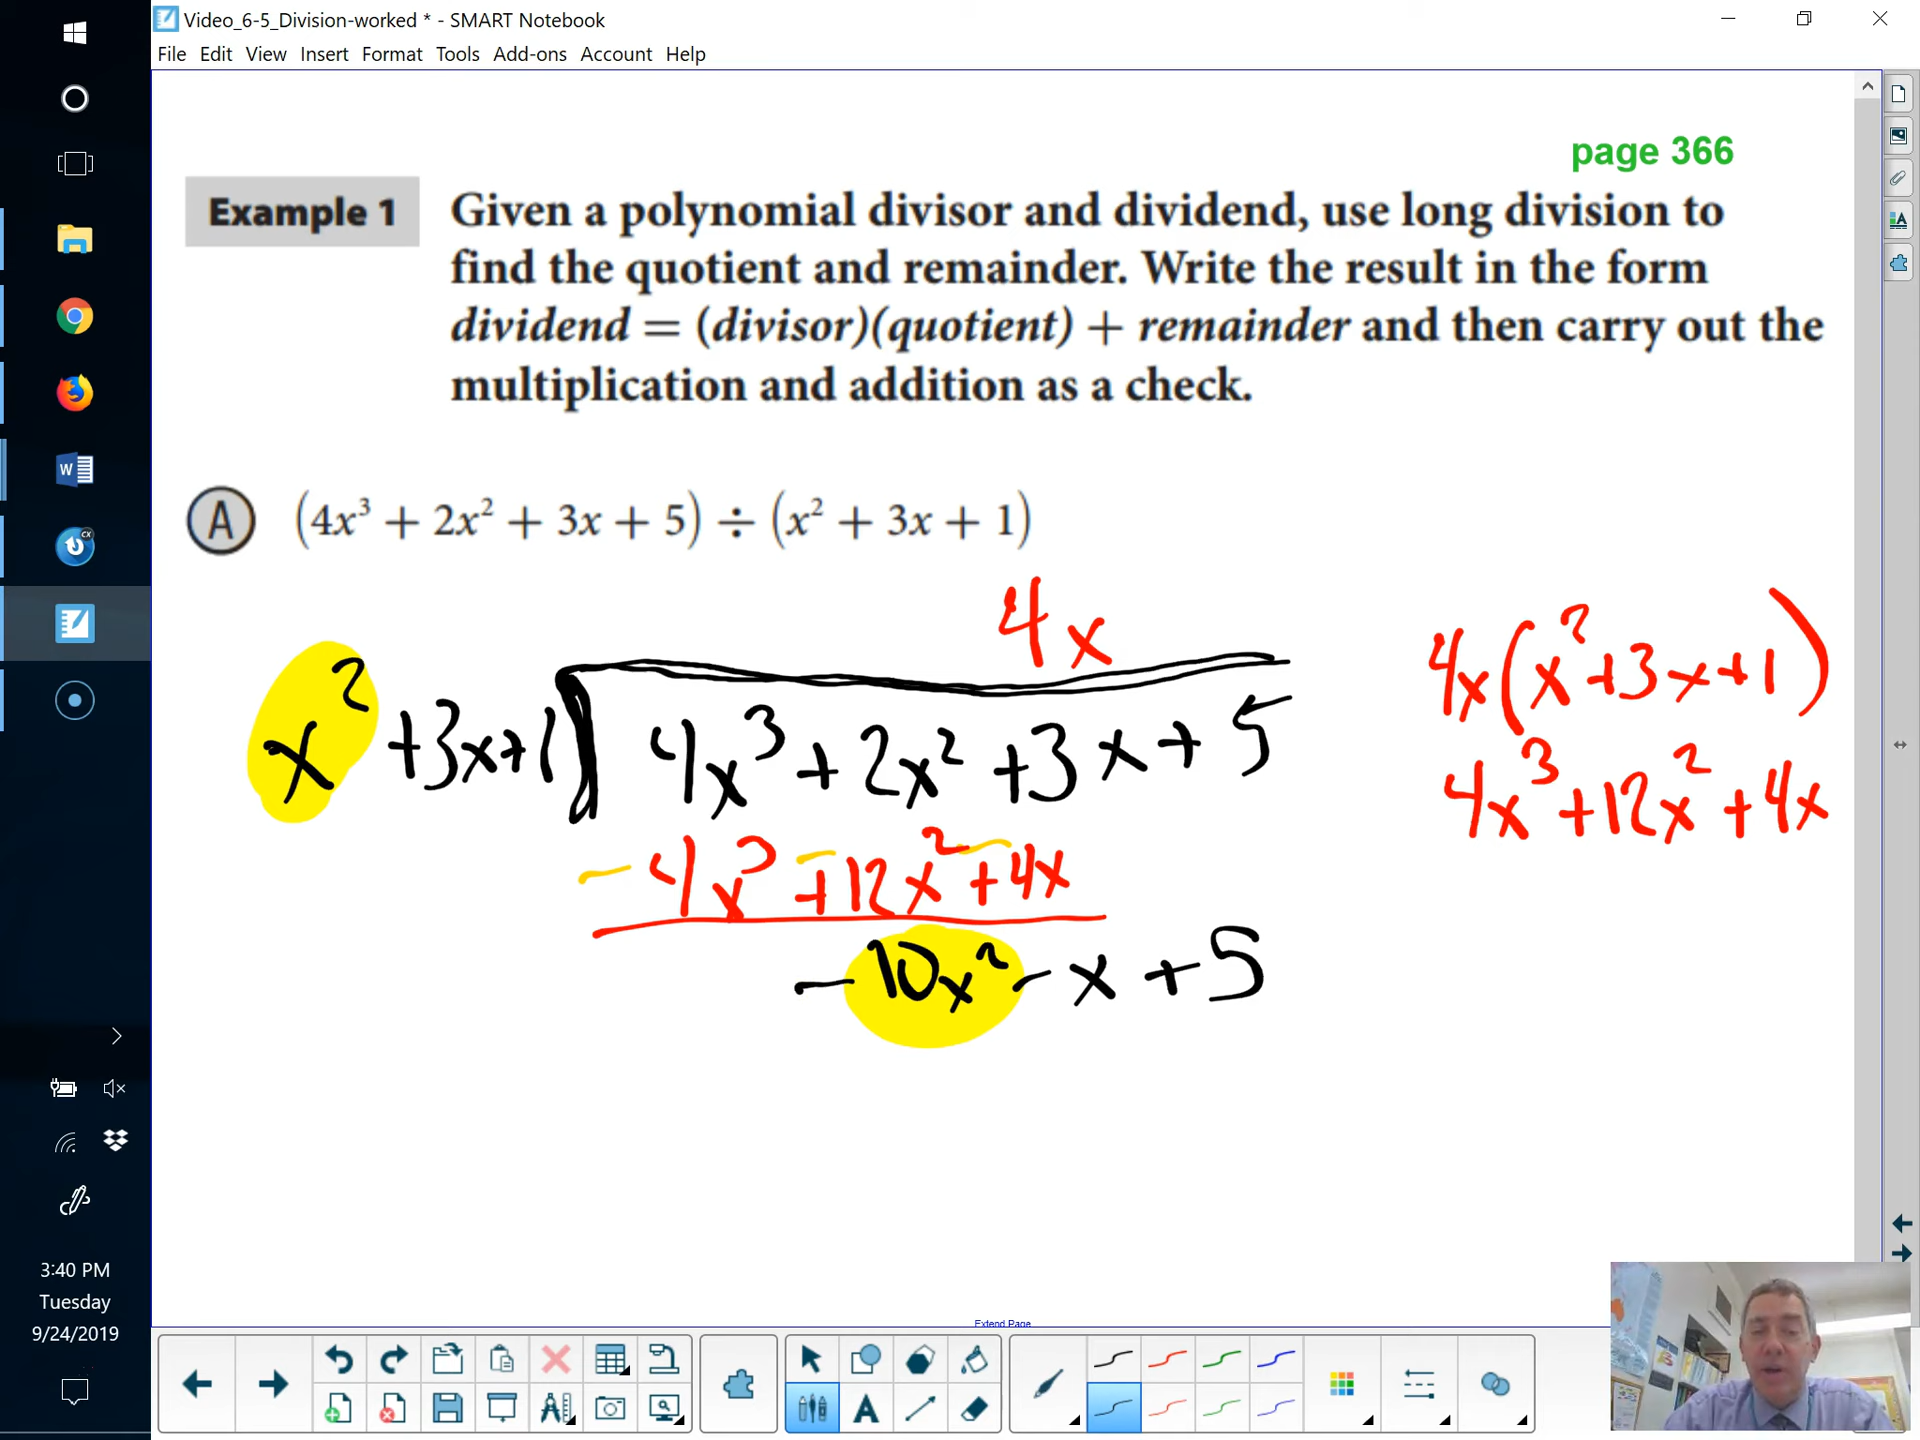 Video_6-5_Division-worked * - SMART Notebook
File Edit View Insert Format Tools Add-ons Account Help
page 366
Example 1 Given a polynomial divisor and dividend, use long division to
find the quotient and remainder. Write the result in the form
dividend = (divisor)(quotient) + remainder and then carry out the
multiplication and addition as a check.
A (4x³ + 2x² + 3x + 5) ÷ (x² + 3x + 1)
4x
x² +3x+1 4x³ + 2x² +3x + 5
- 4x³ + 12x² + 4x
- 10x² - x + 5
4x(x²+3x+1)
4x³+12x²+4x
3:40 PM
Tuesday
9/24/2019
Extend Page